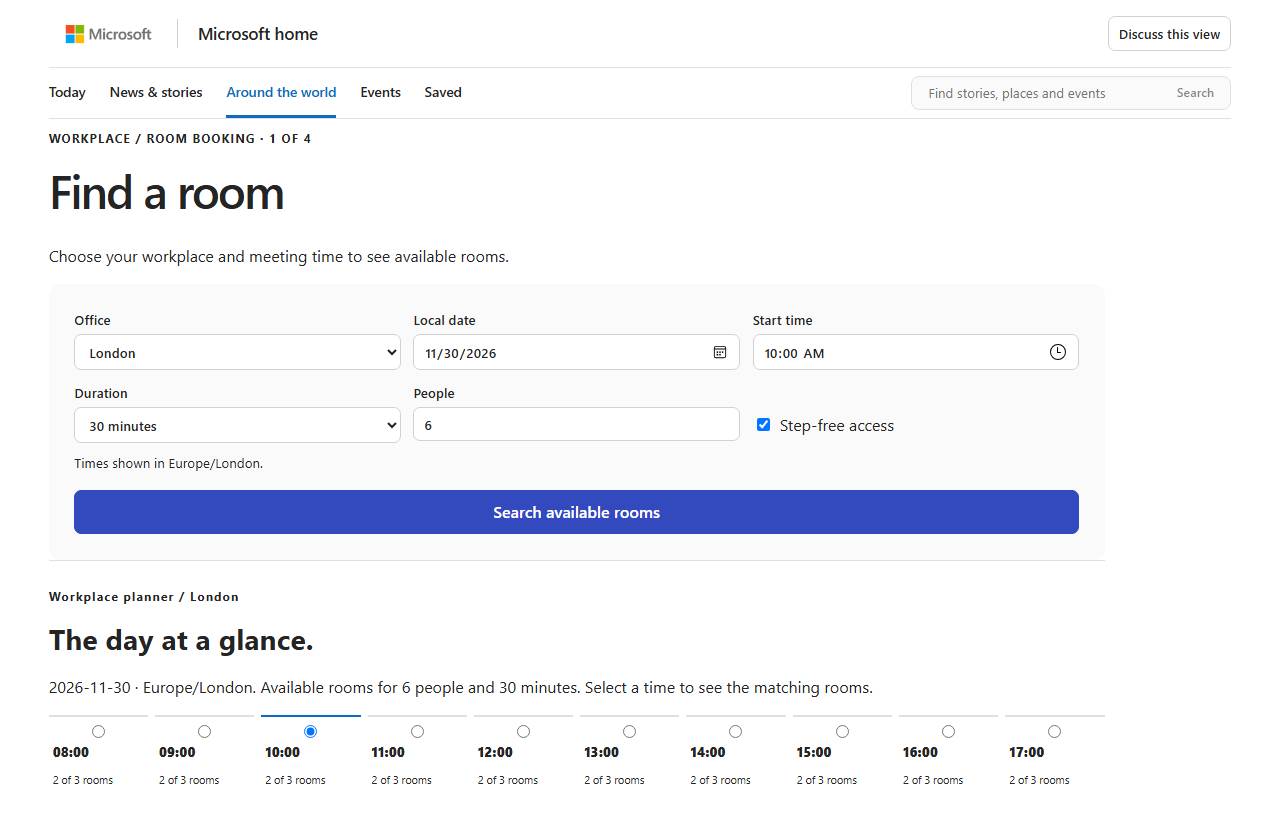 Microsoft
Microsoft home
Discuss this view
Today
News & stories
Around the world
Events
Saved
Find stories, places and events
Search
WORKPLACE / ROOM BOOKING · 1 OF 4
Find a room
Choose your workplace and meeting time to see available rooms.
Office
Local date
Start time
London
11/30/2026
10:00 AM
Duration
People
30 minutes
6
Step-free access
Times shown in Europe/London.
Search available rooms
Workplace planner / London
The day at a glance.
2026-11-30 · Europe/London. Available rooms for 6 people and 30 minutes. Select a time to see the matching rooms.
08:00
09:00
10:00
11:00
12:00
13:00
14:00
15:00
16:00
17:00
2 of 3 rooms
2 of 3 rooms
2 of 3 rooms
2 of 3 rooms
2 of 3 rooms
2 of 3 rooms
2 of 3 rooms
2 of 3 rooms
2 of 3 rooms
2 of 3 rooms